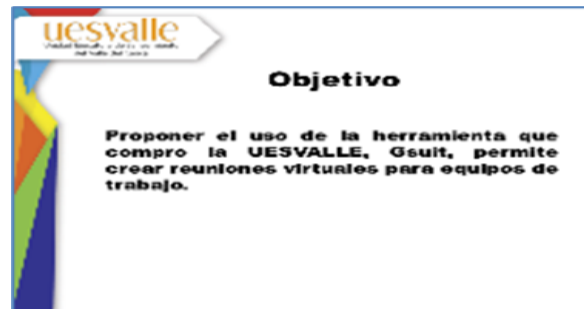 uesvalle
Objetivo
Proponer el uso de la herramienta que
compro la UESVALLE, Gsuit, permite
crear reuniones virtuales para equipos de
trabajo.